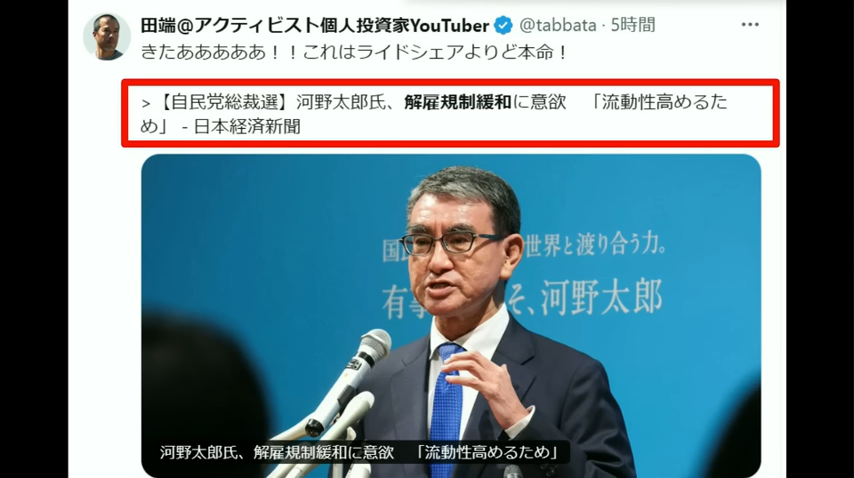 田端@アクティビスト個人投資家YouTuber @tabbata · 5時間
きたあああああ！！これはライドシェアよりど本命！
>【自民党総裁選】河野太郎氏、解雇規制緩和に意欲 「流動性高めるた
め」 - 日本経済新聞
国 世界と渡り合う力。
有 そ、河野太郎
河野太郎氏、解雇規制緩和に意欲 「流動性高めるため」